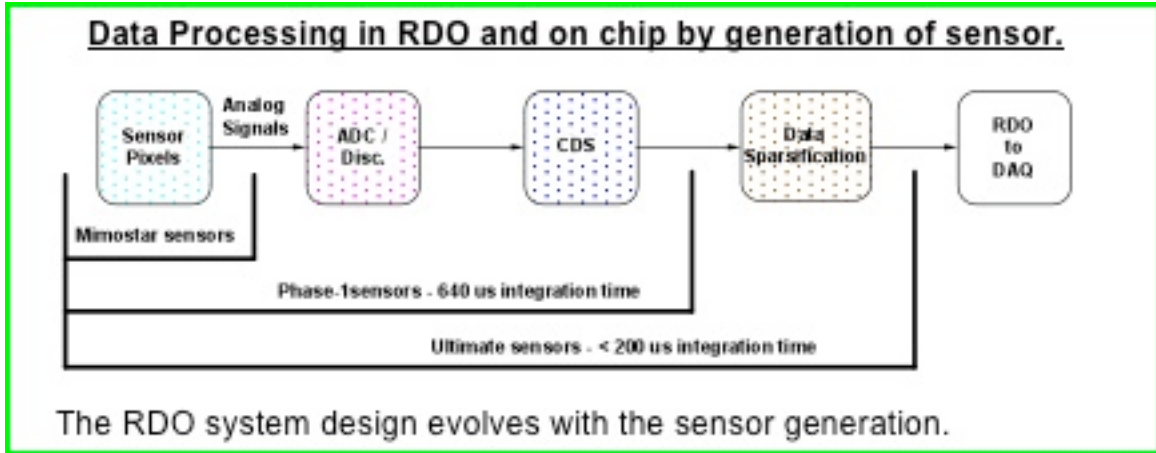 Data Processing in RDO and on chip by generation of sensor.
Sensor
Pixels
Analog
Signals
ADC /
Disc.
CDS
Data
Sparsification
RDO
to
DAQ
Mimostar sensors
Phase-1sensors - 640 us integration time
Ultimate sensors - < 200 us integration time
The RDO system design evolves with the sensor generation.